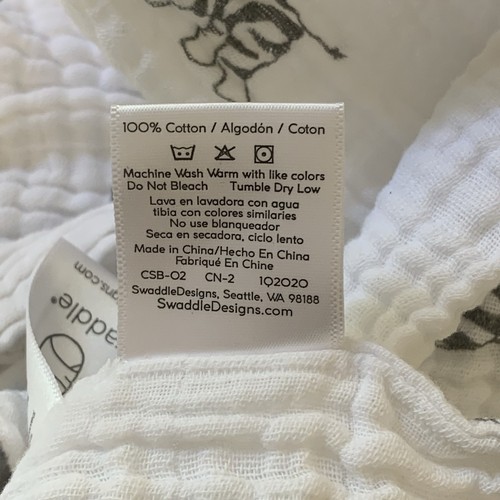 100% Cotton / Algodón / Coton
Machine Wash Warm with like colors
Do Not Bleach Tumble Dry Low
Lava en lavadora con agua
tibia con colores similaries
No use blanqueador
Seca en secadora, ciclo lento
Made in China/Hecho En China
Fabriqué En Chine
CSB-02 CN-2 1Q2020
SwaddleDesigns, Seattle, WA 98188
SwaddleDesigns.com